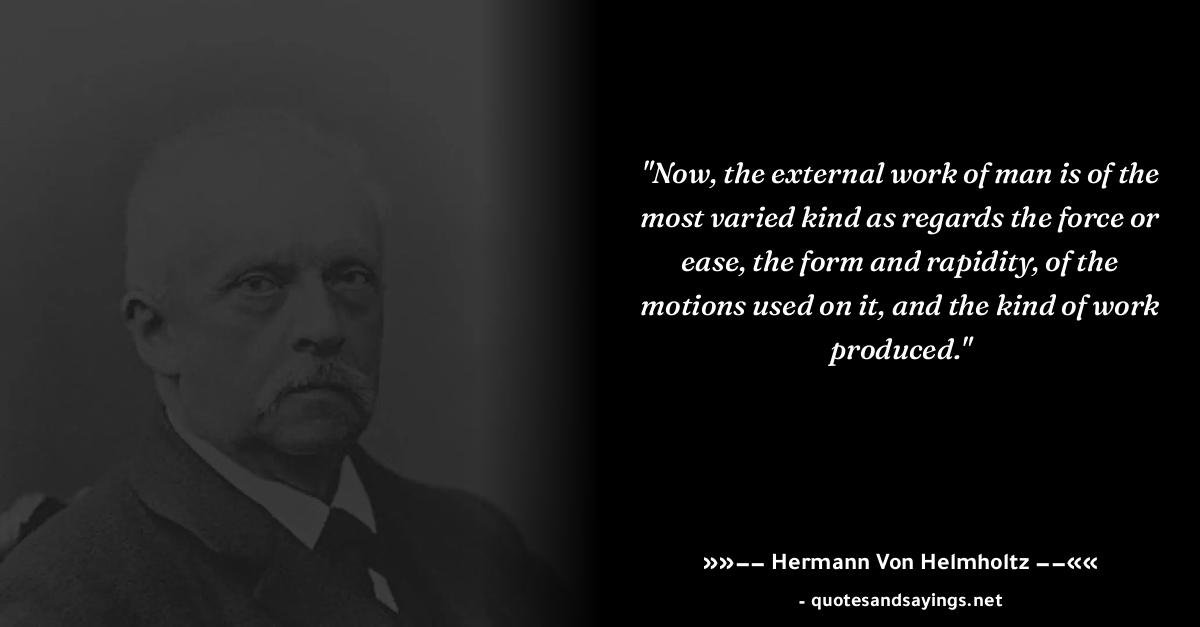 "Now, the external work of man is of the
most varied kind as regards the force or
ease, the form and rapidity, of the
motions used on it, and the kind of work
produced."
»»–– Hermann Von Helmholtz ––««
- quotesandsayings.net